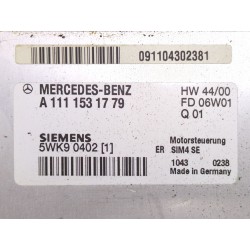 091104302381
MERCEDES-BENZ HW 44/00
A 111 153 17 79 FD 06W01
Q 01
SIEMENS Motorsteuerung
5WK9 0402 [1] ER SIM4 SE
1043 0238
Made in Germany